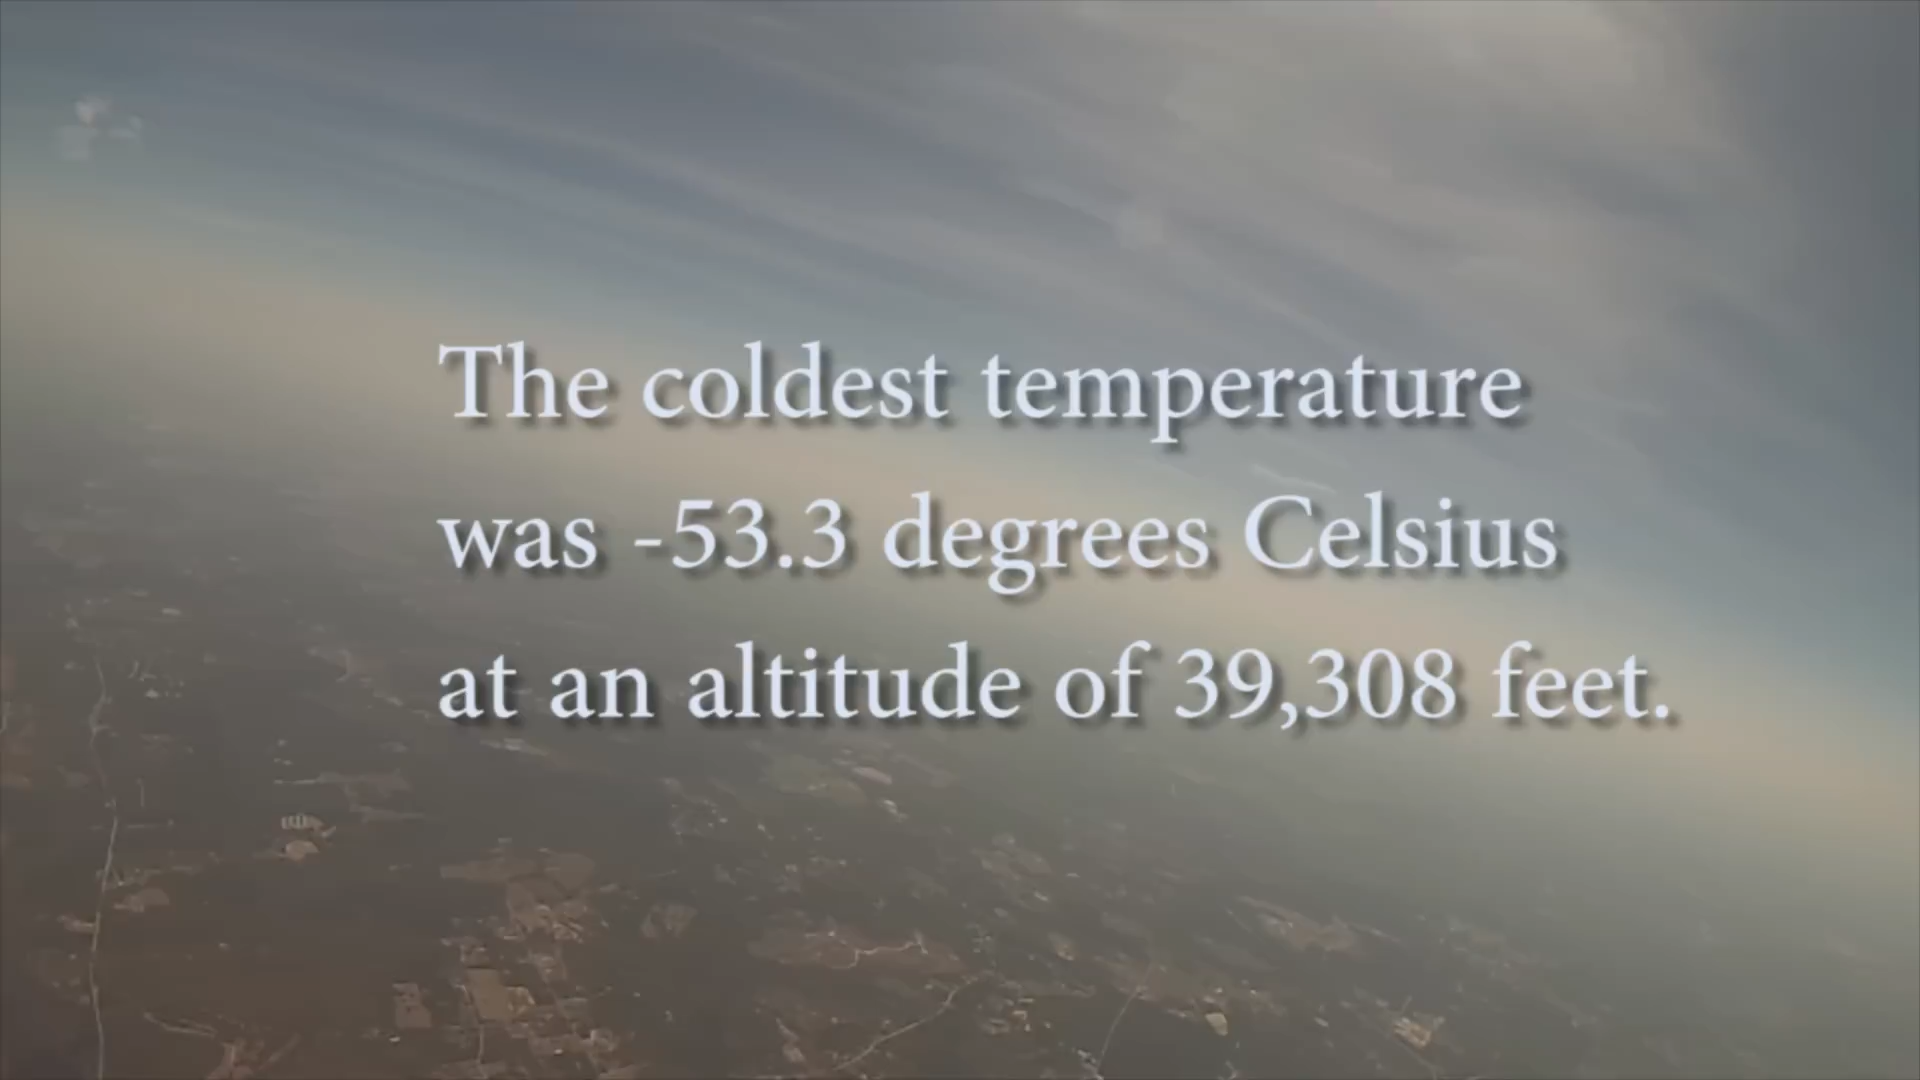 The coldest temperature
was -53.3 degrees Celsius
at an altitude of 39,308 feet.